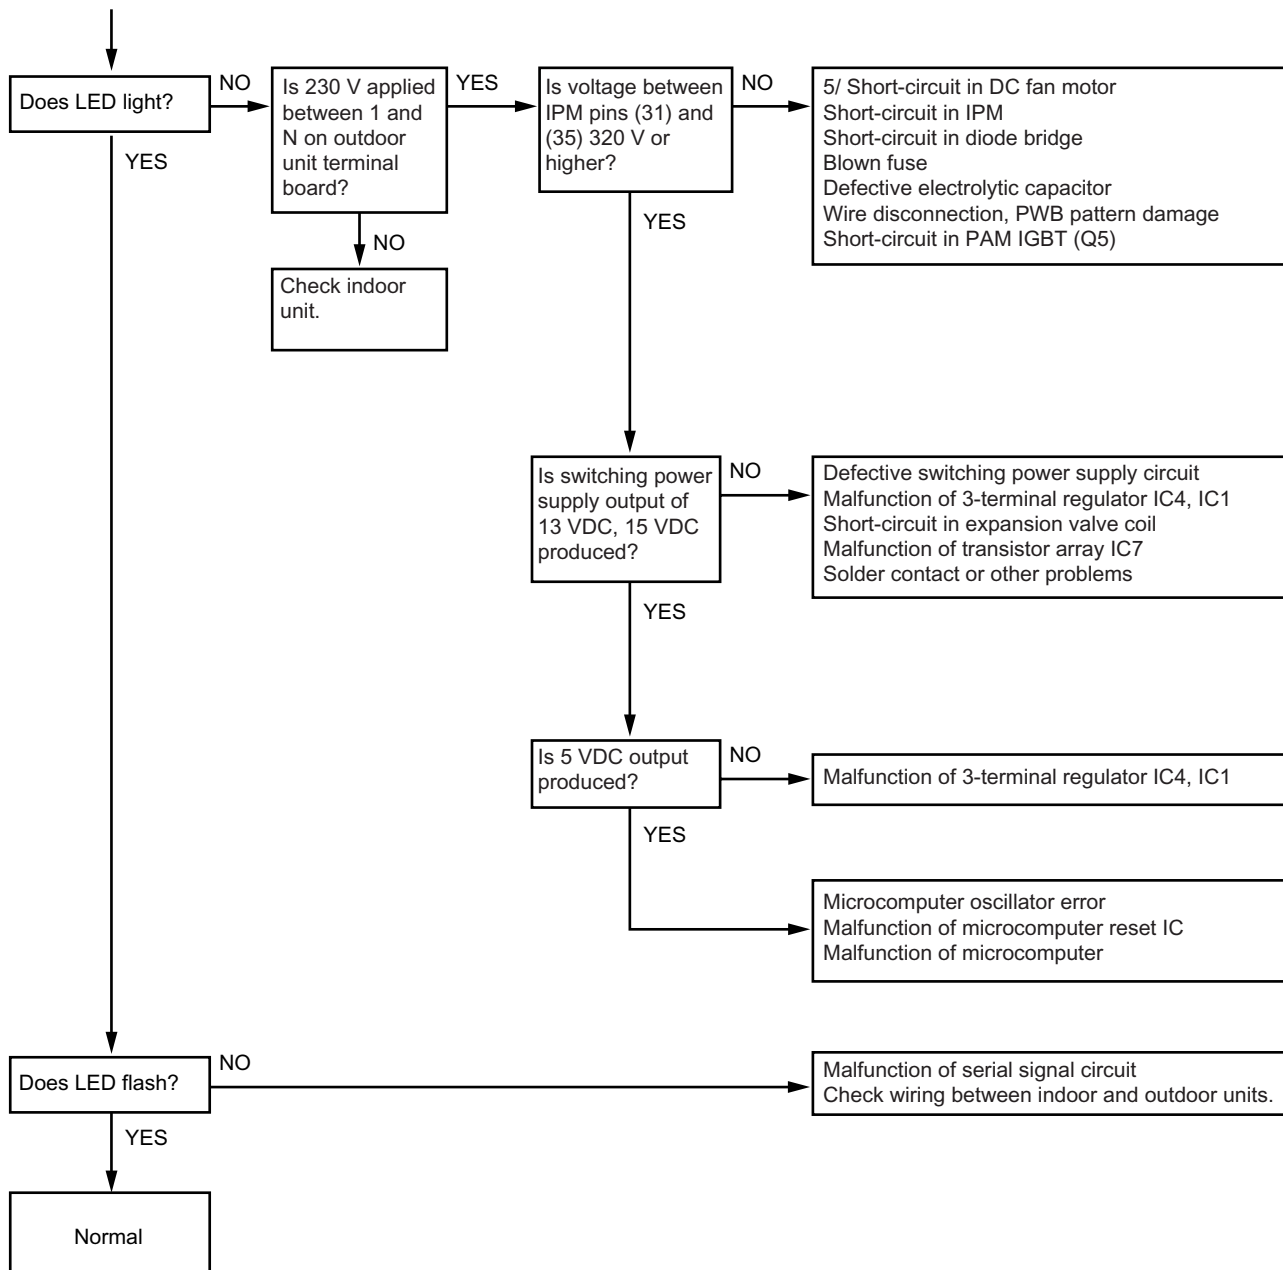 Does LED light?
NO
Is 230 V applied
between 1 and
N on outdoor
unit terminal
board?
YES
Is voltage between
IPM pins (31) and
(35) 320 V or
higher?
NO
5/ Short-circuit in DC fan motor
Short-circuit in IPM
Short-circuit in diode bridge
Blown fuse
Defective electrolytic capacitor
Wire disconnection, PWB pattern damage
Short-circuit in PAM IGBT (Q5)
YES
NO
YES
Check indoor
unit.
Is switching power
supply output of
13 VDC, 15 VDC
produced?
NO
Defective switching power supply circuit
Malfunction of 3-terminal regulator IC4, IC1
Short-circuit in expansion valve coil
Malfunction of transistor array IC7
Solder contact or other problems
YES
Is 5 VDC output
produced?
NO
Malfunction of 3-terminal regulator IC4, IC1
YES
Microcomputer oscillator error
Malfunction of microcomputer reset IC
Malfunction of microcomputer
Does LED flash?
NO
Malfunction of serial signal circuit
Check wiring between indoor and outdoor units.
YES
Normal